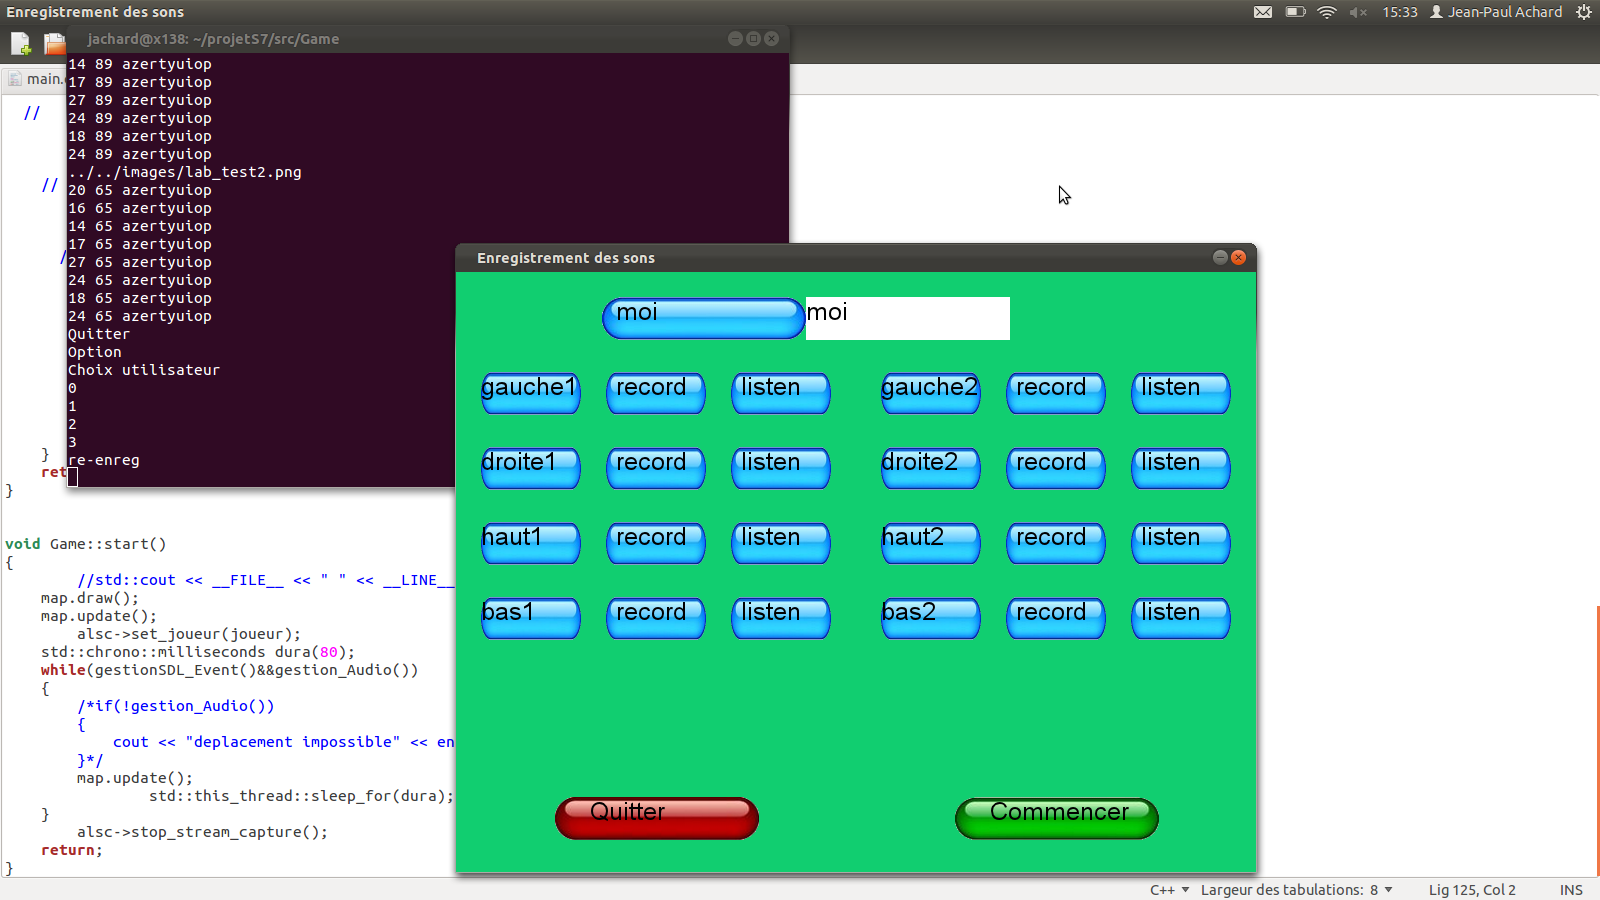 Enregistrement des sons
15:33 Jean-Paul Achard
jachard@x138: ~/projetS7/src/Game
main.
14 89 azertyuiop
17 89 azertyuiop
27 89 azertyuiop
24 89 azertyuiop
18 89 azertyuiop
24 89 azertyuiop
../../images/lab_test2.png
20 65 azertyuiop
16 65 azertyuiop
14 65 azertyuiop
17 65 azertyuiop
27 65 azertyuiop
24 65 azertyuiop
18 65 azertyuiop
24 65 azertyuiop
Quitter
Option
Choix utilisateur
0
1
2
3
re-enreg
//
//
/
}
ret
}
void Game::start()
{
//std::cout << __FILE__ << " " << __LINE__
map.draw();
map.update();
alsc->set_joueur(joueur);
std::chrono::milliseconds dura(80);
while(gestionSDL_Event()&&gestion_Audio())
{
/*if(!gestion_Audio())
{
cout << "deplacement impossible" << en
}*/
map.update();
std::this_thread::sleep_for(dura);
}
alsc->stop_stream_capture();
return;
}
Enregistrement des sons
moi moi
gauche1 record listen gauche2 record listen
droite1 record listen droite2 record listen
haut1 record listen haut2 record listen
bas1 record listen bas2 record listen
Quitter Commencer
C++ Largeur des tabulations: 8 Lig 125, Col 2 INS